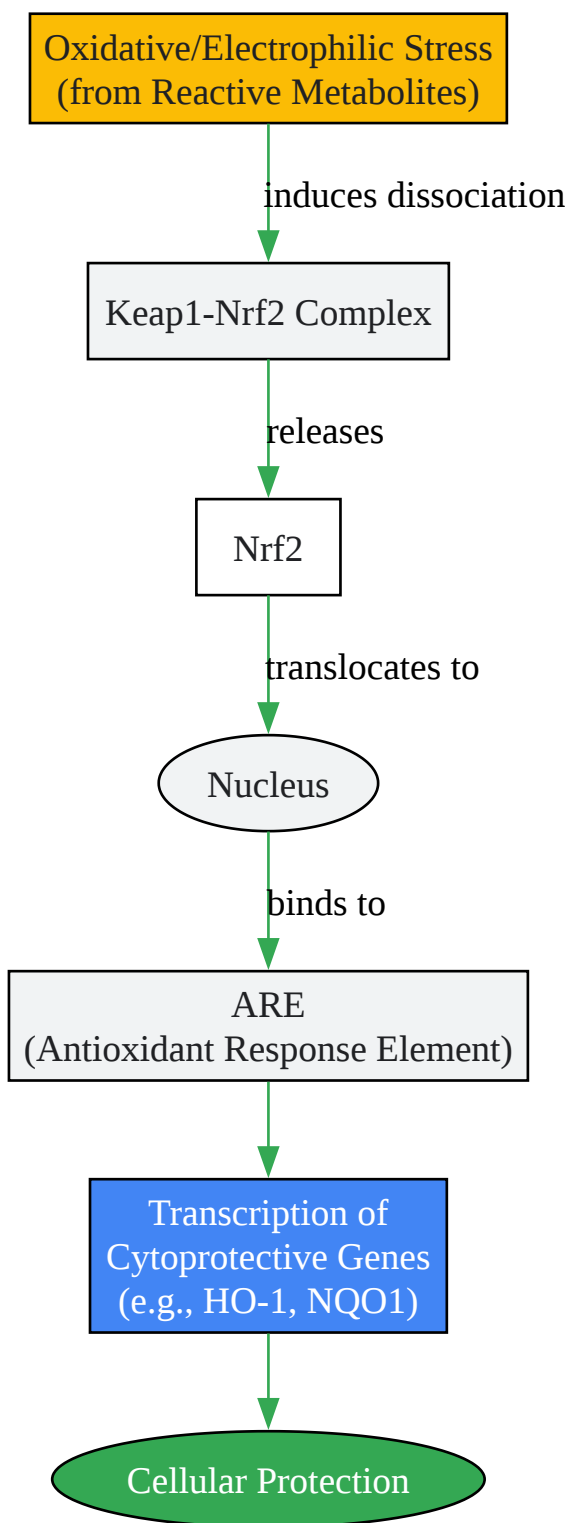 Oxidative/Electrophilic Stress
(from Reactive Metabolites)
induces dissociation
Keap1-Nrf2 Complex
releases
Nrf2
translocates to
Nucleus
binds to
ARE
(Antioxidant Response Element)
Transcription of
Cytoprotective Genes
(e.g., HO-1, NQO1)
Cellular Protection